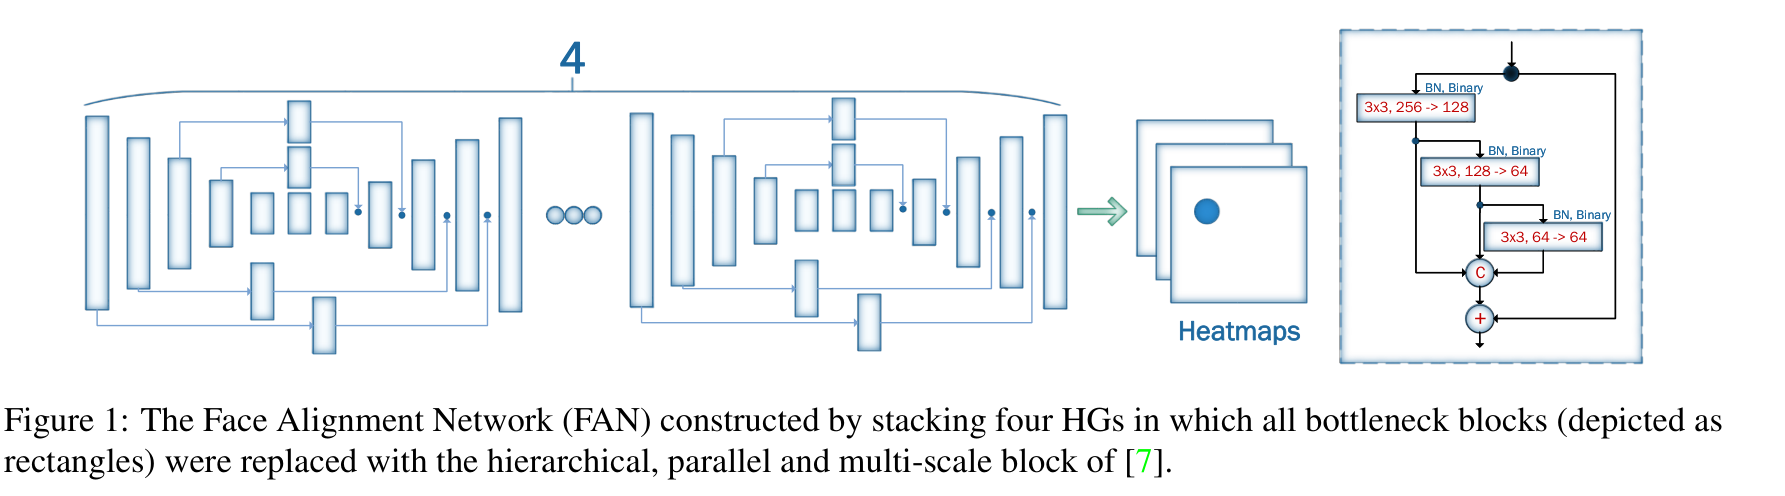 4
Heatmaps
BN, Binary
3x3, 256 -> 128
BN, Binary
3x3, 128 -> 64
BN, Binary
3x3, 64 -> 64
C
+
Figure 1: The Face Alignment Network (FAN) constructed by stacking four HGs in which all bottleneck blocks (depicted as
rectangles) were replaced with the hierarchical, parallel and multi-scale block of [7].